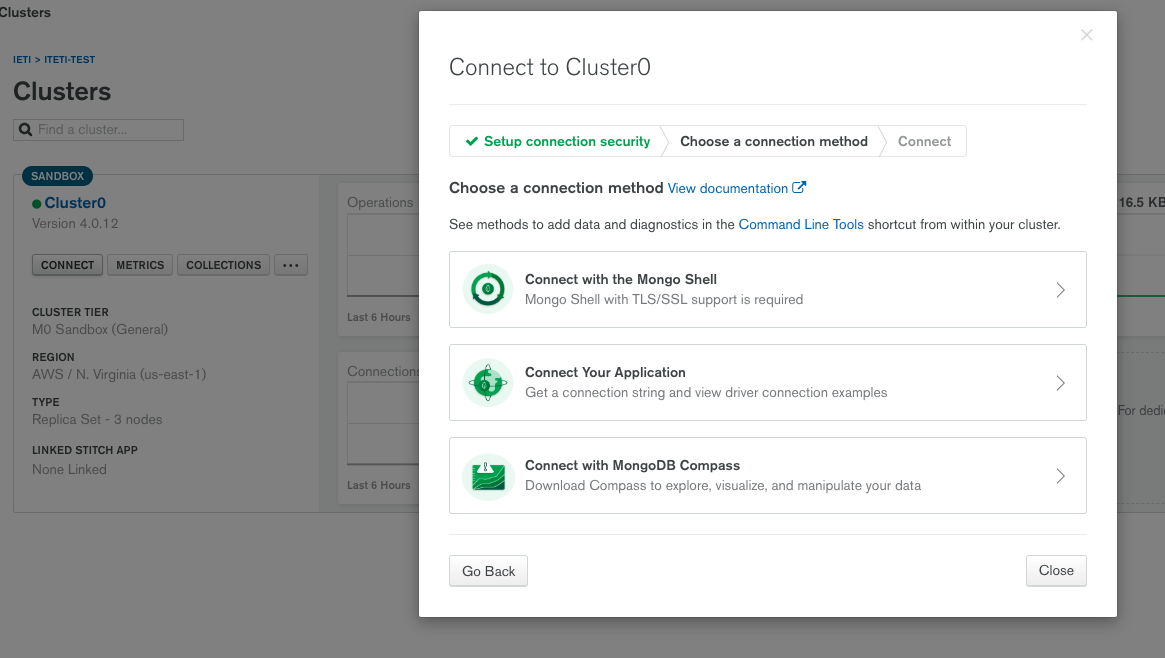 Clusters
IETI > ITETI-TEST
Clusters
Find a cluster...
SANDBOX
Cluster0
Version 4.0.12
CONNECT METRICS COLLECTIONS ...
CLUSTER TIER
M0 Sandbox (General)
REGION
AWS / N. Virginia (us-east-1)
TYPE
Replica Set - 3 nodes
LINKED STITCH APP
None Linked
Operations
Last 6 Hours
Connections
Last 6 Hours
16.5 KB
For dedi
Connect to Cluster0
Setup connection security Choose a connection method Connect
Choose a connection method View documentation
See methods to add data and diagnostics in the Command Line Tools shortcut from within your cluster.
Connect with the Mongo Shell
Mongo Shell with TLS/SSL support is required
Connect Your Application
Get a connection string and view driver connection examples
Connect with MongoDB Compass
Download Compass to explore, visualize, and manipulate your data
Go Back Close